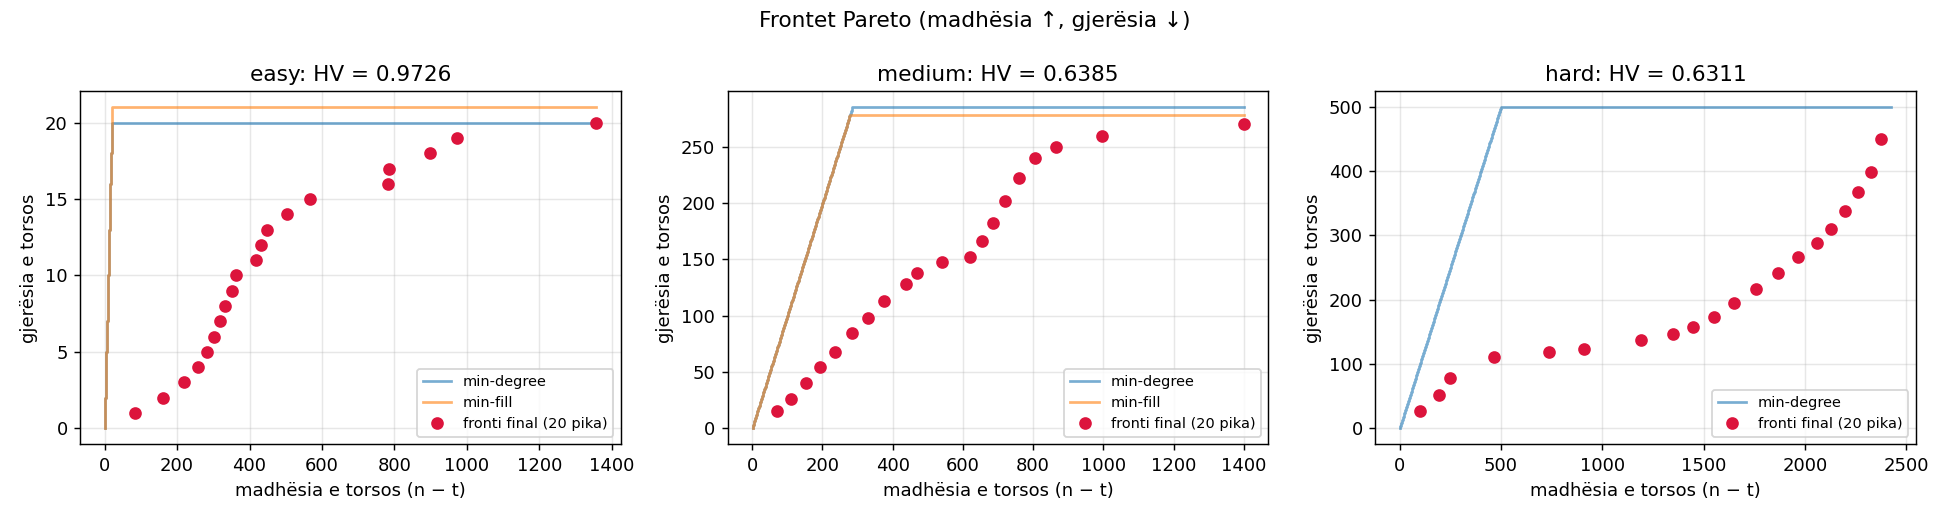 Frontet Pareto (madhësia ↑, gjerësia ↓)
easy: HV = 0.9726
gjerësia e torsos
20
15
10
5
0
min-degree
min-fill
fronti final (20 pika)
0 200 400 600 800 1000 1200 1400
madhësia e torsos (n − t)
medium: HV = 0.6385
gjerësia e torsos
250
200
150
100
50
0
min-degree
min-fill
fronti final (20 pika)
0 200 400 600 800 1000 1200 1400
madhësia e torsos (n − t)
hard: HV = 0.6311
gjerësia e torsos
500
400
300
200
100
0
min-degree
fronti final (20 pika)
0 500 1000 1500 2000 2500
madhësia e torsos (n − t)